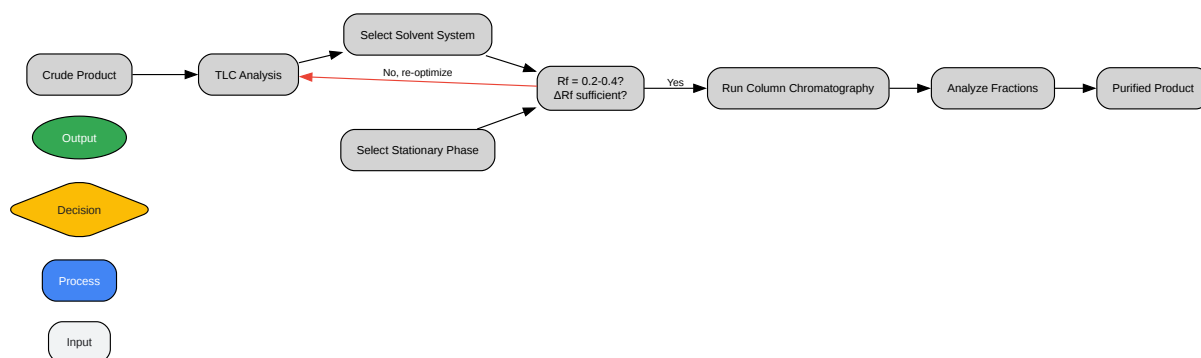 Crude Product
TLC Analysis
Select Solvent System
No, re-optimize
Select Stationary Phase
Rf = 0.2-0.4?
ΔRf sufficient?
Yes
Run Column Chromatography
Analyze Fractions
Purified Product
Output
Decision
Process
Input